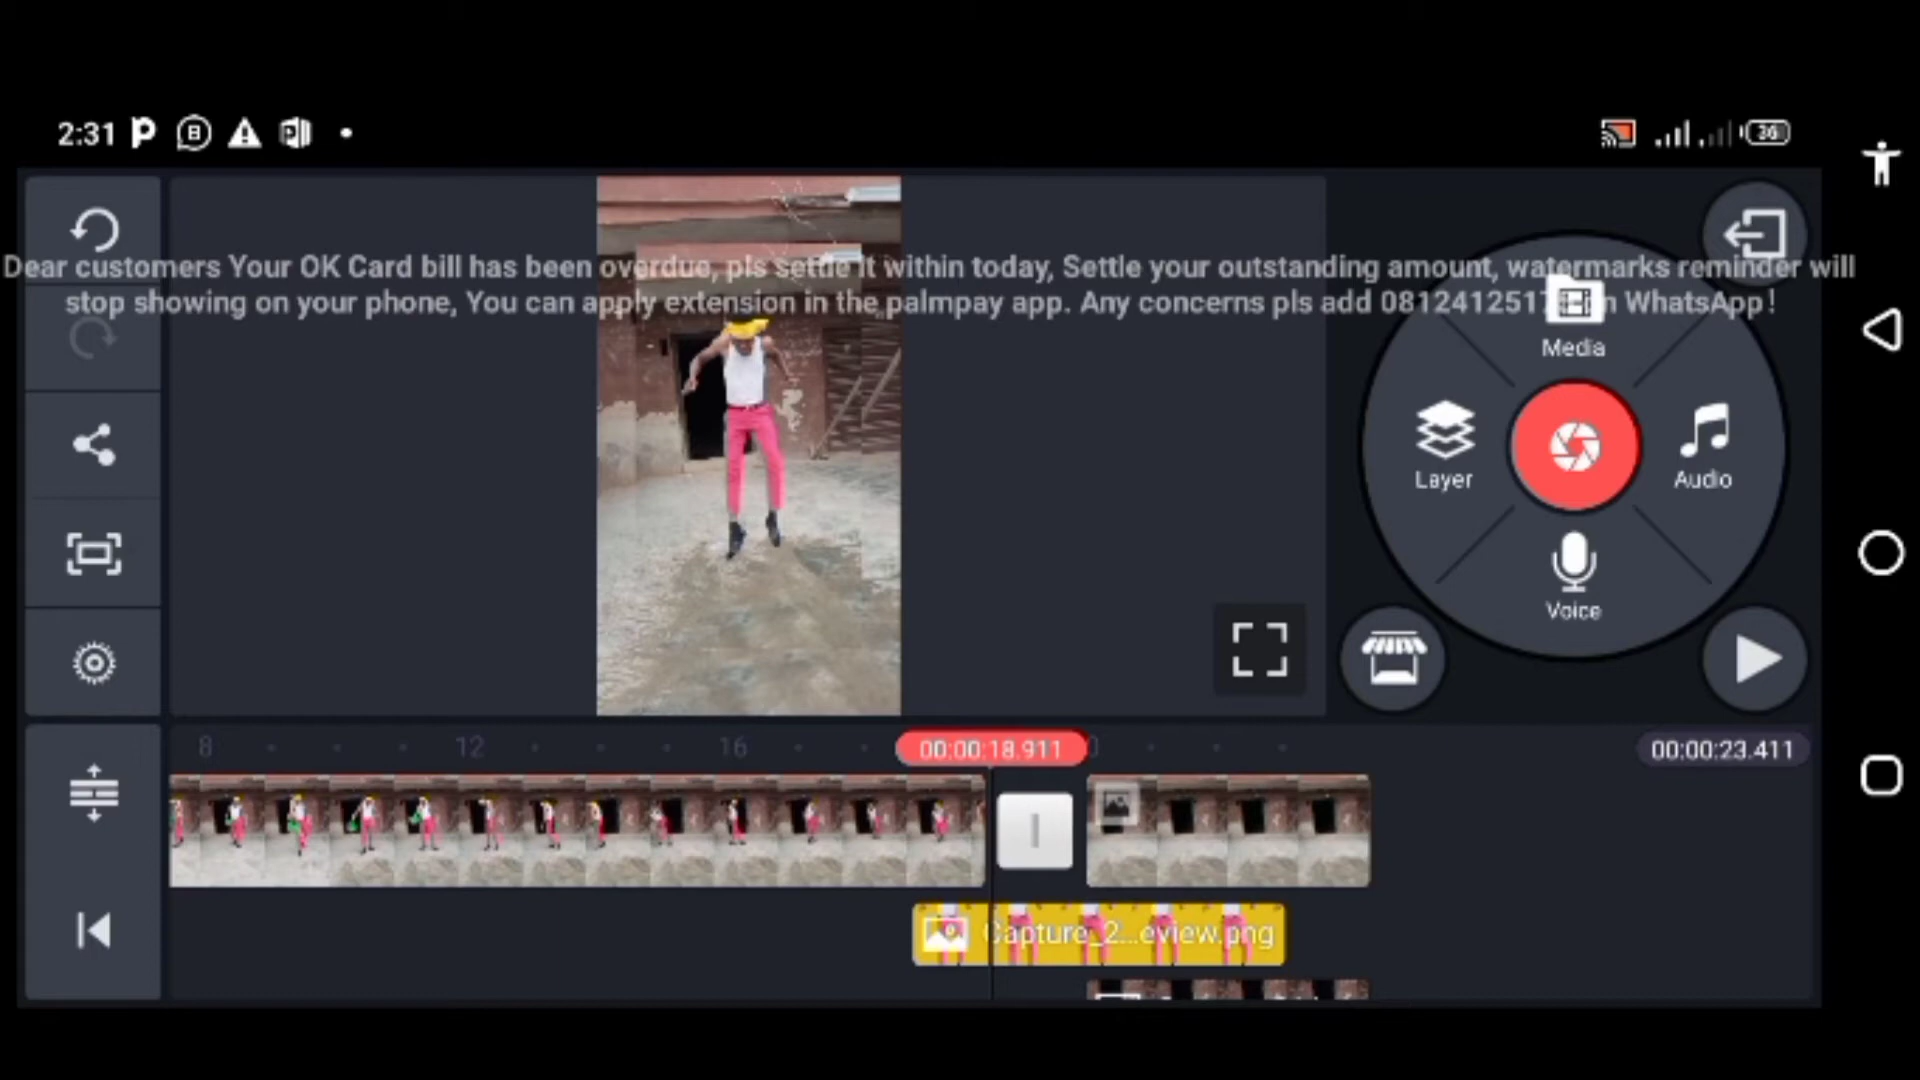 2:31
36
Dear customers Your OK Card bill has been overdue, pls settle it within today, Settle your outstanding amount, watermarks reminder will
stop showing on your phone, You can apply extension in the palmpay app. Any concerns pls add 0812412517 WhatsApp!
Media
Layer
Audio
Voice
8 12 16 00:00:18.911 00:00:23.411
Capture_2...eview.png